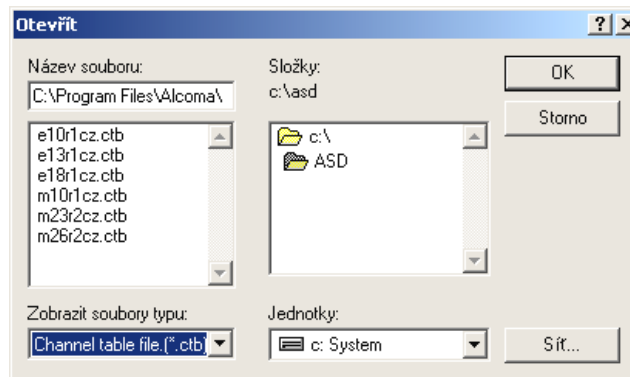 Otevřít
Název souboru:
C:\Program Files\Alcoma\
e10r1cz.ctb
e13r1cz.ctb
e18r1cz.ctb
m10r1cz.ctb
m23r2cz.ctb
m26r2cz.ctb
Zobrazit soubory typu:
Channel table file.(*.ctb)
Složky:
c:\asd
c:\
ASD
Jednotky:
c: System
OK
Storno
Síť...